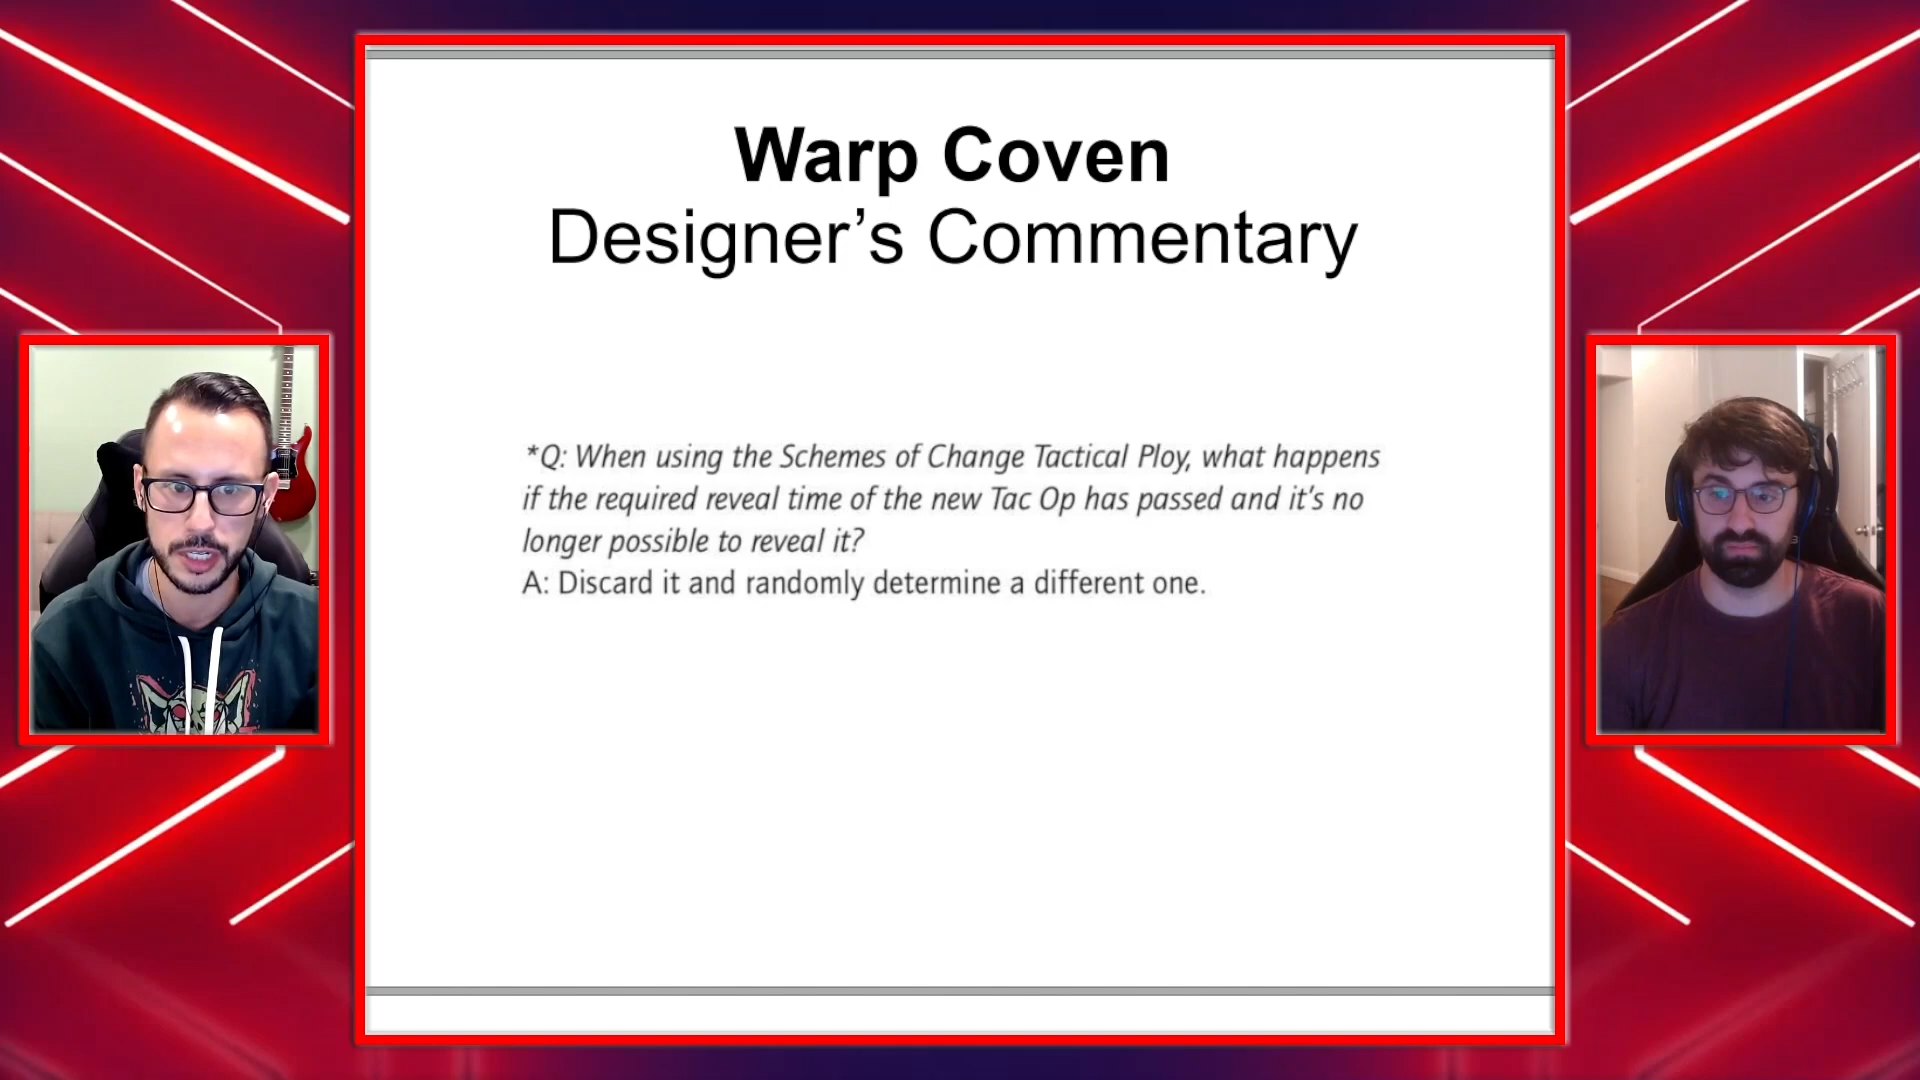 Warp Coven
Designer’s Commentary
*Q: When using the Schemes of Change Tactical Ploy, what happens
if the required reveal time of the new Tac Op has passed and it's no
longer possible to reveal it?
A: Discard it and randomly determine a different one.